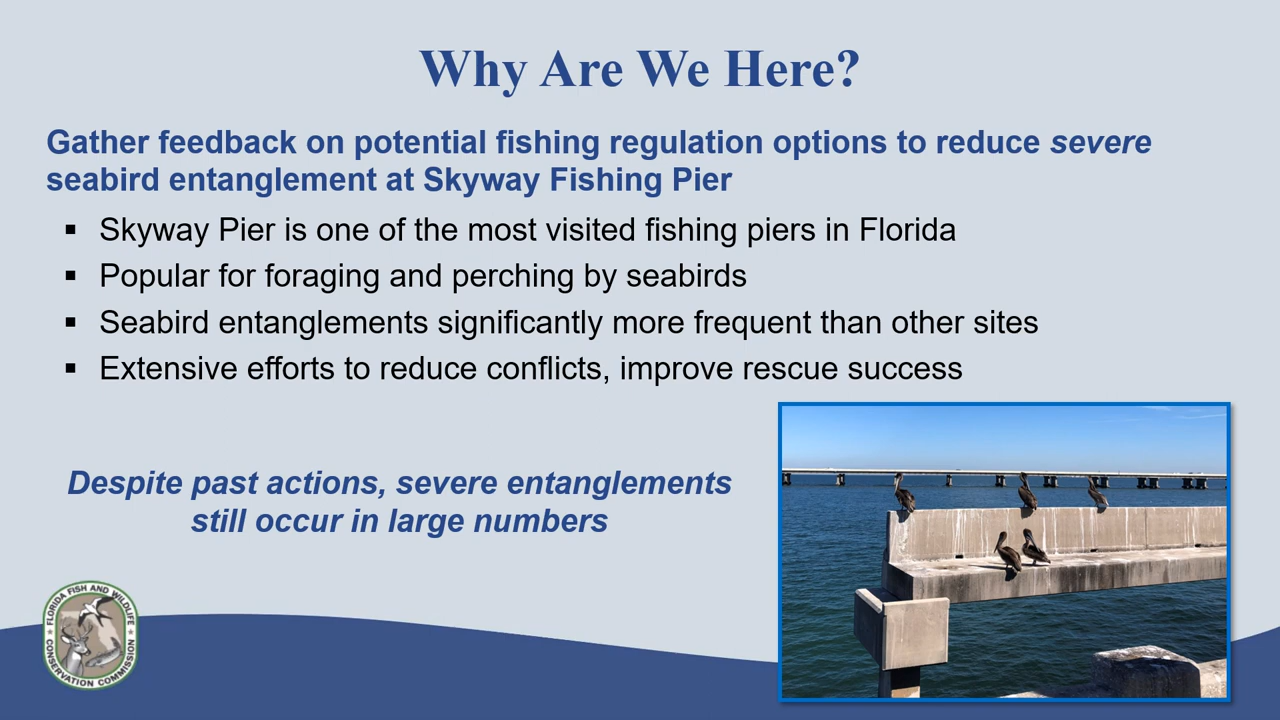 Why Are We Here?
Gather feedback on potential fishing regulation options to reduce severe
seabird entanglement at Skyway Fishing Pier
▪ Skyway Pier is one of the most visited fishing piers in Florida
▪ Popular for foraging and perching by seabirds
▪ Seabird entanglements significantly more frequent than other sites
▪ Extensive efforts to reduce conflicts, improve rescue success
Despite past actions, severe entanglements
still occur in large numbers
FLORIDA FISH AND WILDLIFE
CONSERVATION COMMISSION